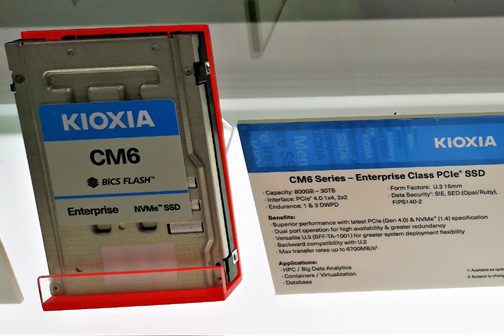 KIOXIA
CM6
BiCS FLASH™
Enterprise NVMe™ SSD
KIOXIA
CM6 Series – Enterprise Class PCIe® SSD
· Capacity: 800GB - 30TB
· Interface: PCIe® 4.0 1x4, 2x2
· Endurance: 1 & 3 DWPD
· Form Factors: U.3 15mm
· Data Security: SIE, SED (Opal/Ruby),
FIPS140-2
Benefits:
· Superior performance with latest PCIe (Gen 4.0) & NVMe™ (1.4) specification
· Dual port operation for high availability & greater redundancy
· Versatile U.3 (SFF-TA-1001) for greater system deployment flexibility
· Backward compatibility with U.2
· Max transfer rates up to 6700MB/s²
Applications:
· HPC / Big Data Analytics
· Containers / Virtualization
· Database